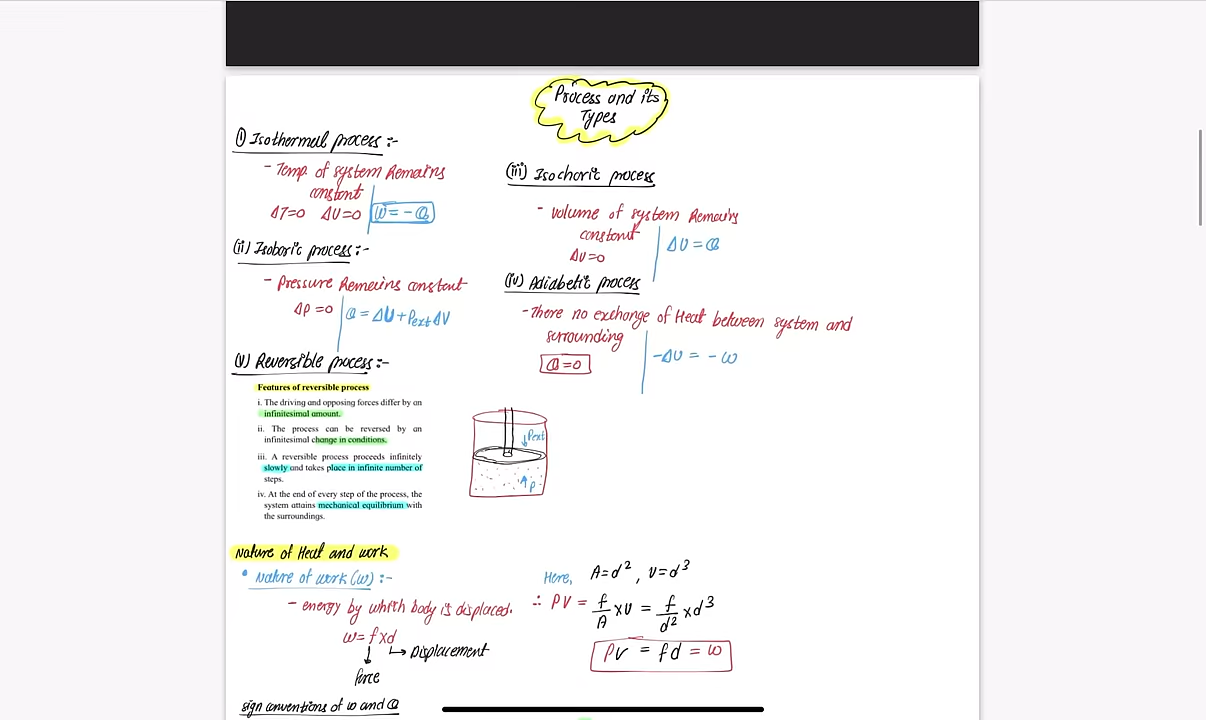 Process and its
Types
(i) Isothermal process :-
- Temp. of system Remains
constant
ΔT=0 ΔU=0 W = -Q
(ii) Isobaric process :-
- Pressure Remains constant
ΔP =0 Q = ΔU + Pext ΔV
(iii) Isochoric process
- volume of system Remains
constant
ΔV=0 ΔU = Q
(iv) Adiabetic process
- There no exchange of Heat between system and
surrounding
Q=0 -ΔU = -W
(v) Reversible process :-
Features of reversible process
i. The driving and opposing forces differ by an
infinitesimal amount.
ii. The process can be reversed by an
infinitesimal change in conditions.
iii. A reversible process proceeds infinitely
slowly and takes place in infinite number of
steps.
iv. At the end of every step of the process, the
system attains mechanical equilibrium with
the surroundings.
Pext
P
Nature of Heat and work
• Nature of work (w) :-
- energy by which body is displaced.
w = f x d
Displacement
force
Here, A=d², V=d³
∴ PV = f/A x V = f/d² x d³
PV = fd = w
sign conventions of w and Q